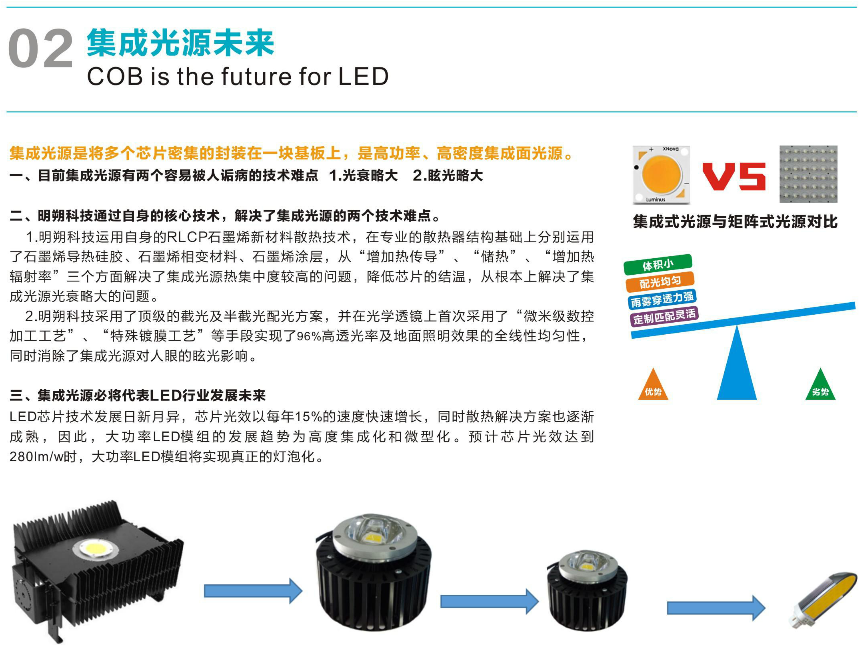 02
集成光源未来
COB is the future for LED
集成光源是将多个芯片密集的封装在一块基板上，是高功率、高密度集成面光源。
一、目前集成光源有两个容易被人诟病的技术难点 1.光衰略大 2.眩光略大
二、明朔科技通过自身的核心技术，解决了集成光源的两个技术难点。
1.明朔科技运用自身的RLCP石墨烯新材料散热技术，在专业的散热器结构基础上分别运用
了石墨烯导热硅胶、石墨烯相变材料、石墨烯涂层，从“增加热传导”、“储热”、“增加热
辐射率”三个方面解决了集成光源热集中度较高的问题，降低芯片的结温，从根本上解决了集
成光源光衰略大的问题。
2.明朔科技采用了顶级的截光及半截光配光方案，并在光学透镜上首次采用了“微米级数控
加工工艺”、“特殊镀膜工艺”等手段实现了96%高透光率及地面照明效果的全线性均匀性，
同时消除了集成光源对人眼的眩光影响。
三、集成光源必将代表LED行业发展未来
LED芯片技术发展日新月异，芯片光效以每年15%的速度快速增长，同时散热解决方案也逐渐
成熟，因此，大功率LED模组的发展趋势为高度集成化和微型化。预计芯片光效达到
280lm/w时，大功率LED模组将实现真正的灯泡化。
XNOVA
Luminus
VS
集成式光源与矩阵式光源对比
体积小
配光均匀
雨雾穿透力强
定制匹配灵活
优势
劣势